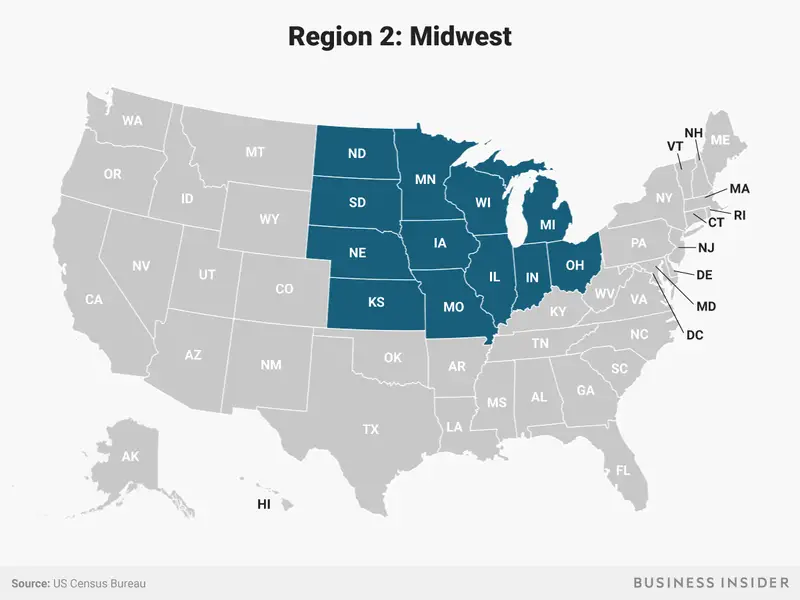 Region 2: Midwest
WA
MT
ND
MN
VT
NH
ME
OR
ID
SD
WI
MI
NY
MA
RI
CT
WY
IA
PA
NJ
NE
NV
UT
CO
KS
IL
IN
OH
DE
CA
MO
WV
VA
MD
DC
KY
AZ
NM
OK
AR
TN
NC
SC
MS
AL
GA
TX
LA
FL
AK
HI
Source: US Census Bureau
BUSINESS INSIDER